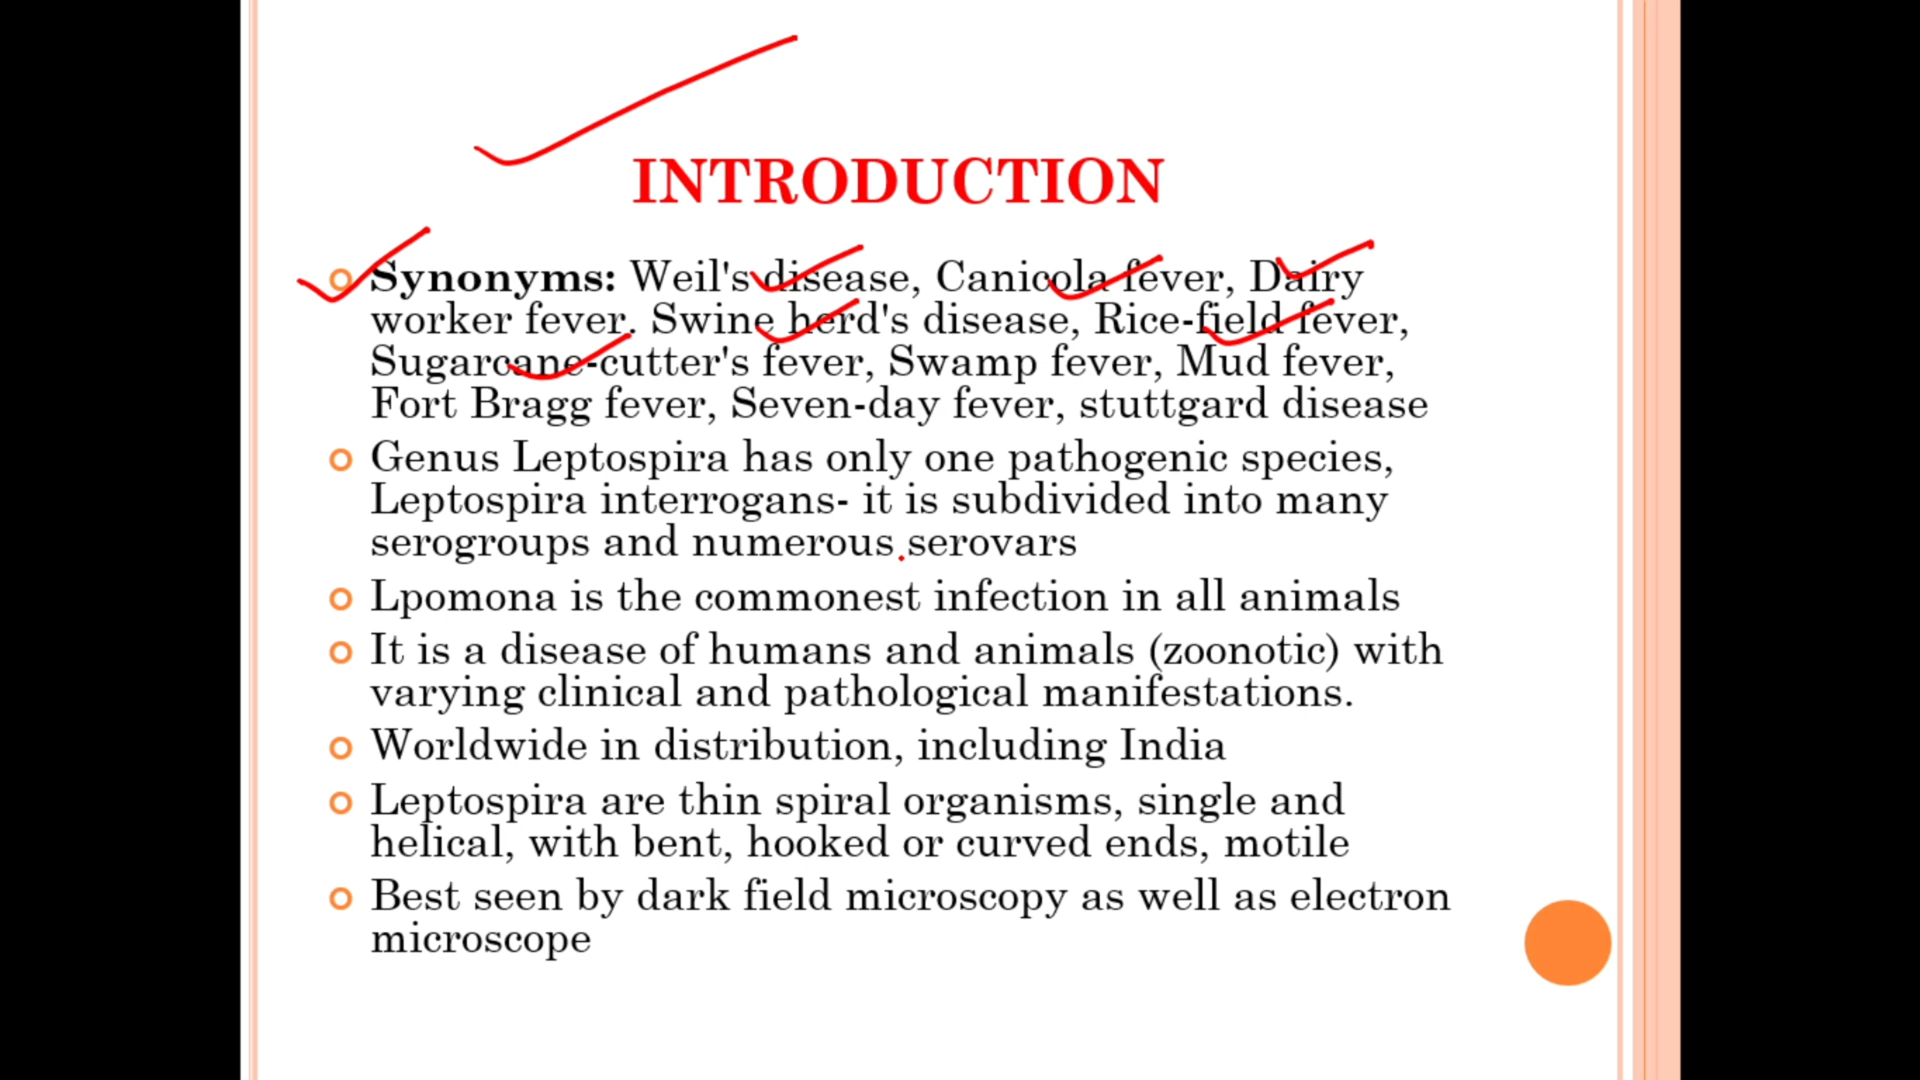 INTRODUCTION
Synonyms: Weil's disease, Canicola fever, Dairy
worker fever. Swine herd's disease, Rice-field fever,
Sugarcane-cutter's fever, Swamp fever, Mud fever,
Fort Bragg fever, Seven-day fever, stuttgard disease
Genus Leptospira has only one pathogenic species,
Leptospira interrogans- it is subdivided into many
serogroups and numerous serovars
Lpomona is the commonest infection in all animals
It is a disease of humans and animals (zoonotic) with
varying clinical and pathological manifestations.
Worldwide in distribution, including India
Leptospira are thin spiral organisms, single and
helical, with bent, hooked or curved ends, motile
Best seen by dark field microscopy as well as electron
microscope